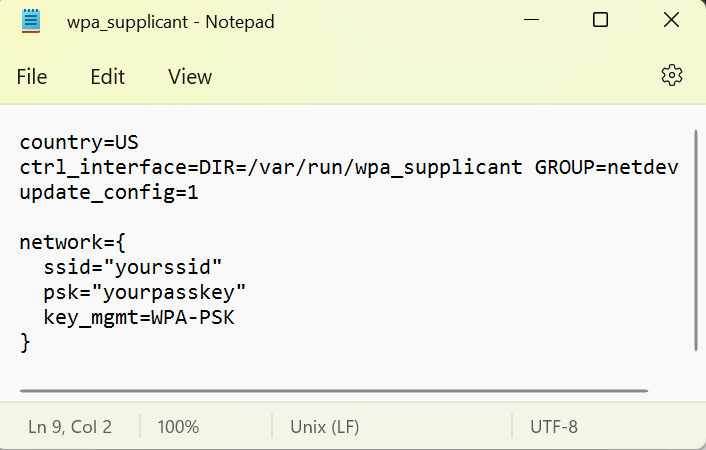 wpa_supplicant - Notepad
File Edit View
country=US
ctrl_interface=DIR=/var/run/wpa_supplicant GROUP=netdev
update_config=1
network={
  ssid="yourssid"
  psk="yourpasskey"
  key_mgmt=WPA-PSK
}
Ln 9, Col 2 100% Unix (LF) UTF-8